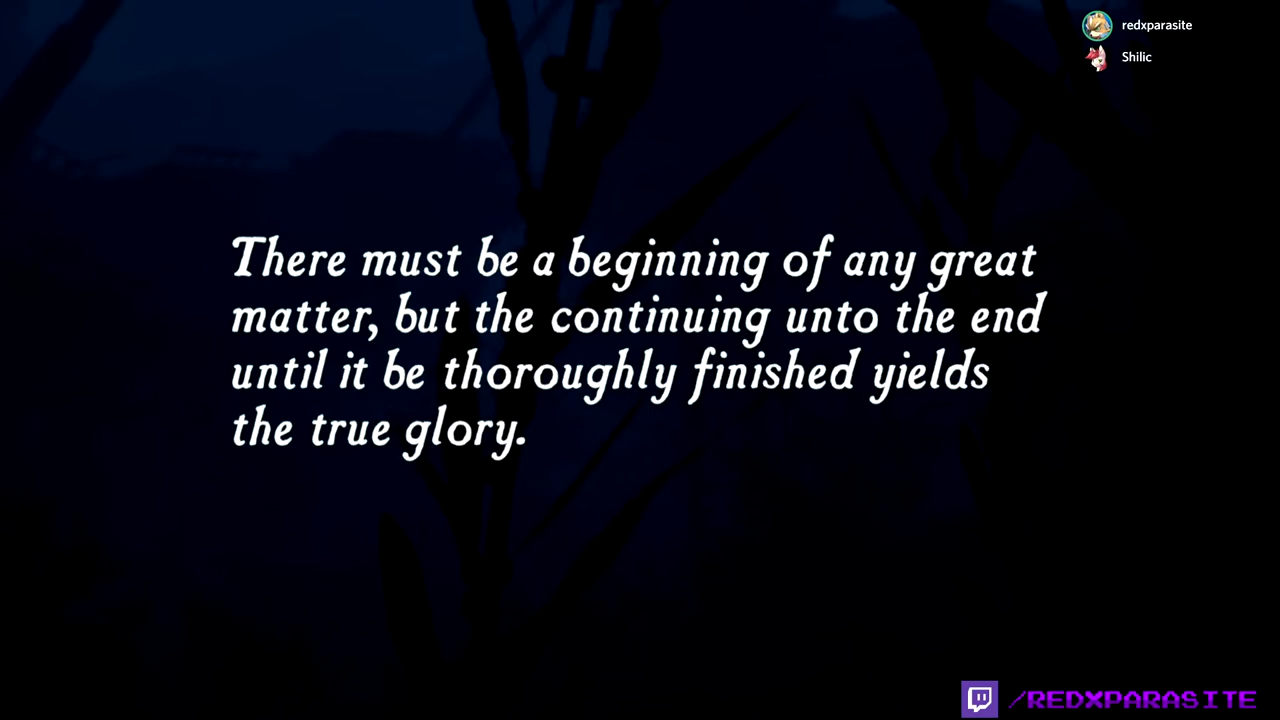 redxparasite
Shilic
There must be a beginning of any great
matter, but the continuing unto the end
until it be thoroughly finished yields
the true glory.
/REDXPARASITE